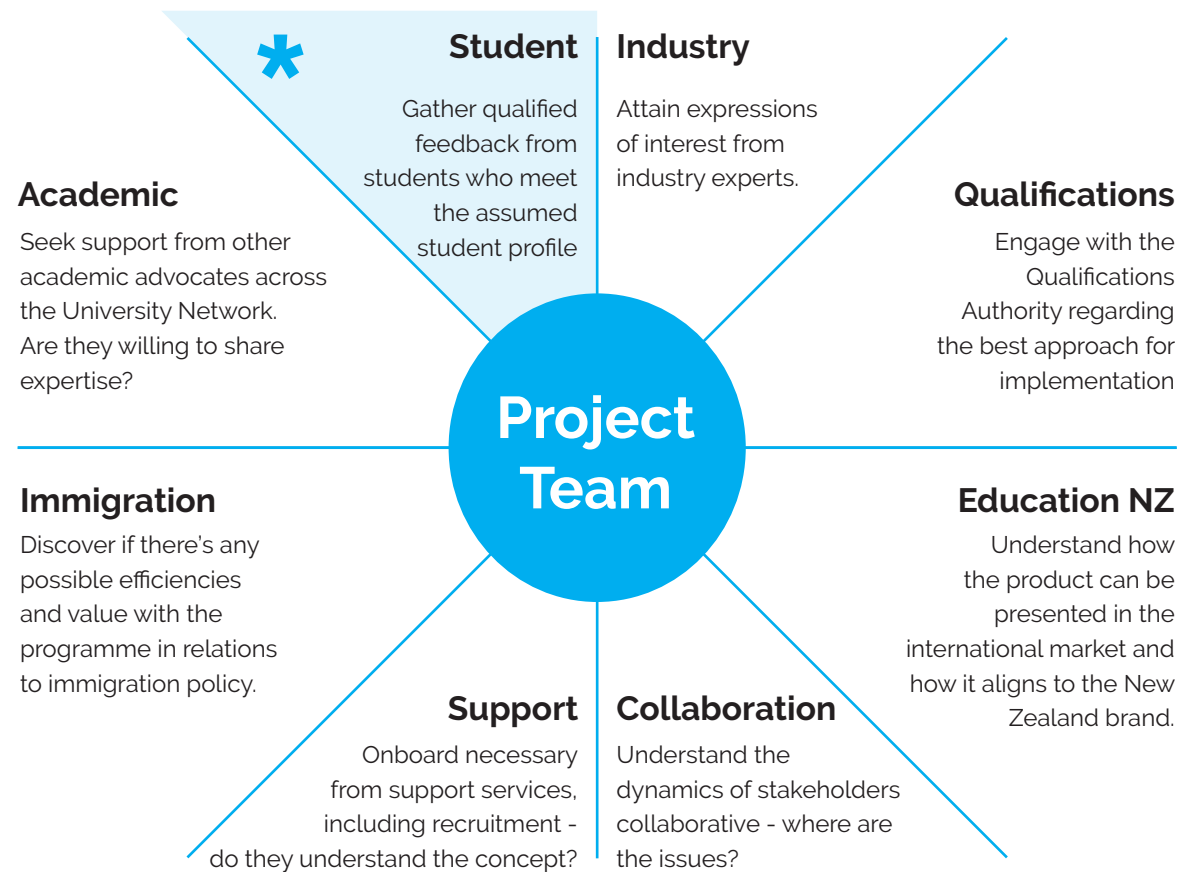 *
Student
Gather qualified
feedback from
students who meet
the assumed
student profile
Industry
Attain expressions
of interest from
industry experts.
Academic
Seek support from other
academic advocates across
the University Network.
Are they willing to share
expertise?
Qualifications
Engage with the
Qualifications
Authority regarding
the best approach for
implementation
Project
Team
Immigration
Discover if there's any
possible efficiencies
and value with the
programme in relations
to immigration policy.
Education NZ
Understand how
the product can be
presented in the
international market and
how it aligns to the New
Zealand brand.
Support
Onboard necessary
from support services,
including recruitment -
do they understand the concept?
Collaboration
Understand the
dynamics of stakeholders
collaborative - where are
the issues?